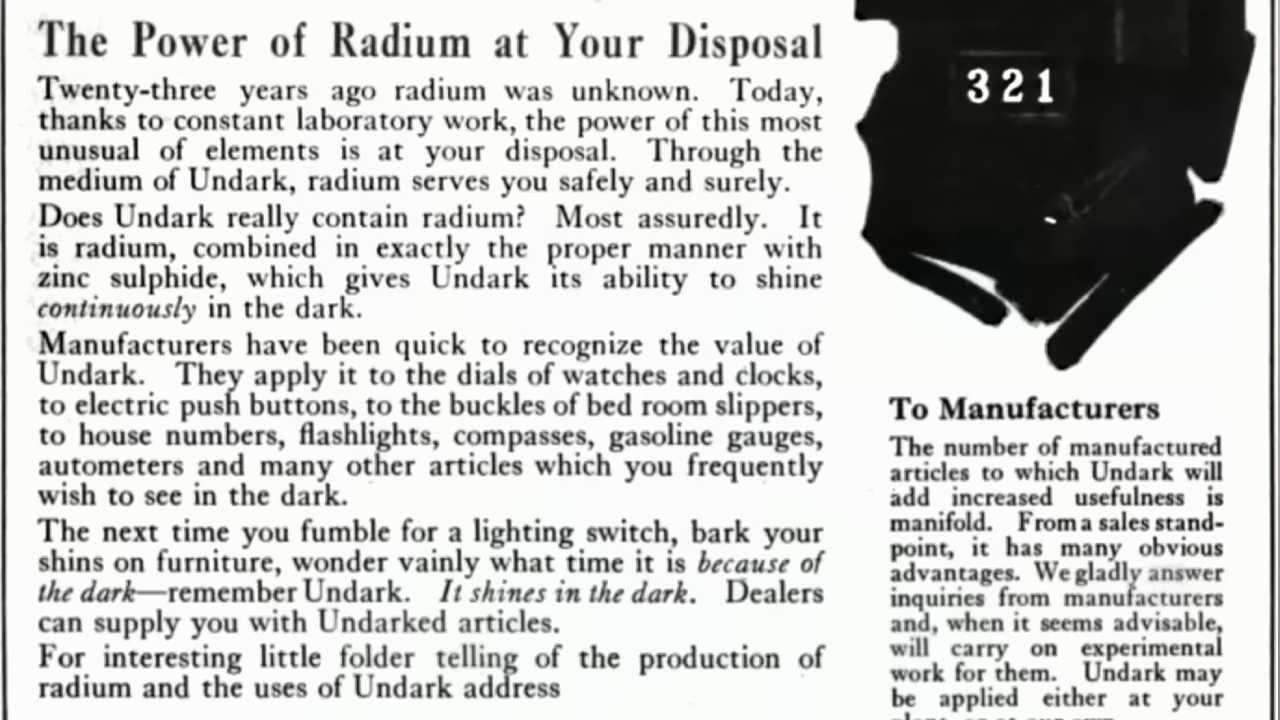 The Power of Radium at Your Disposal
Twenty-three years ago radium was unknown. Today,
thanks to constant laboratory work, the power of this most
unusual of elements is at your disposal. Through the
medium of Undark, radium serves you safely and surely.
Does Undark really contain radium? Most assuredly. It
is radium, combined in exactly the proper manner with
zinc sulphide, which gives Undark its ability to shine
continuously in the dark.
Manufacturers have been quick to recognize the value of
Undark. They apply it to the dials of watches and clocks,
to electric push buttons, to the buckles of bed room slippers,
to house numbers, flashlights, compasses, gasoline gauges,
autometers and many other articles which you frequently
wish to see in the dark.
The next time you fumble for a lighting switch, bark your
shins on furniture, wonder vainly what time it is because of
the dark—remember Undark. It shines in the dark. Dealers
can supply you with Undarked articles.
For interesting little folder telling of the production of
radium and the uses of Undark address
321
To Manufacturers
The number of manufactured
articles to which Undark will
add increased usefulness is
manifold. From a sales stand-
point, it has many obvious
advantages. We gladly answer
inquiries from manufacturers
and, when it seems advisable,
will carry on experimental
work for them. Undark may
be applied either at your